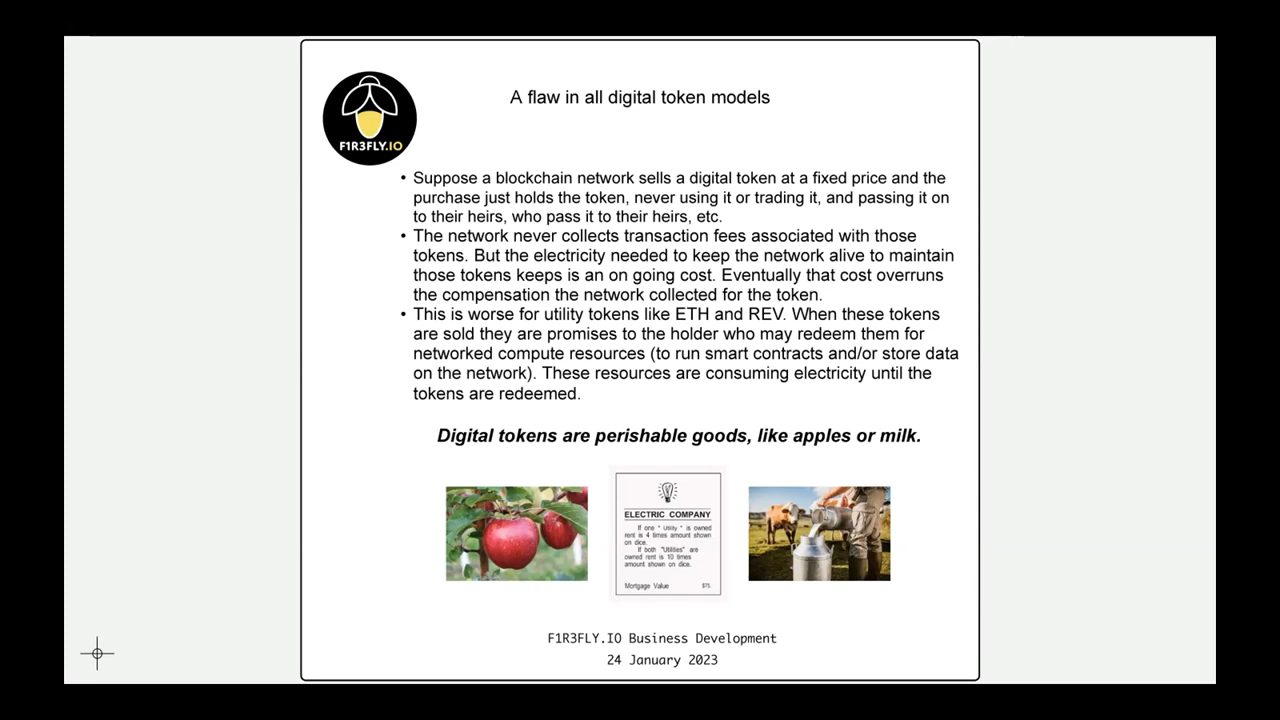 A flaw in all digital token models
F1R3FLY.IO
• Suppose a blockchain network sells a digital token at a fixed price and the
purchase just holds the token, never using it or trading it, and passing it on
to their heirs, who pass it to their heirs, etc.
• The network never collects transaction fees associated with those
tokens. But the electricity needed to keep the network alive to maintain
those tokens keeps is an on going cost. Eventually that cost overruns
the compensation the network collected for the token.
• This is worse for utility tokens like ETH and REV. When these tokens
are sold they are promises to the holder who may redeem them for
networked compute resources (to run smart contracts and/or store data
on the network). These resources are consuming electricity until the
tokens are redeemed.
Digital tokens are perishable goods, like apples or milk.
ELECTRIC COMPANY
If one "Utility" is owned
rent is 4 times amount shown
on dice.
If both "Utilities" are
owned rent is 10 times
amount shown on dice.
Mortgage Value $75.
F1R3FLY.IO Business Development
24 January 2023